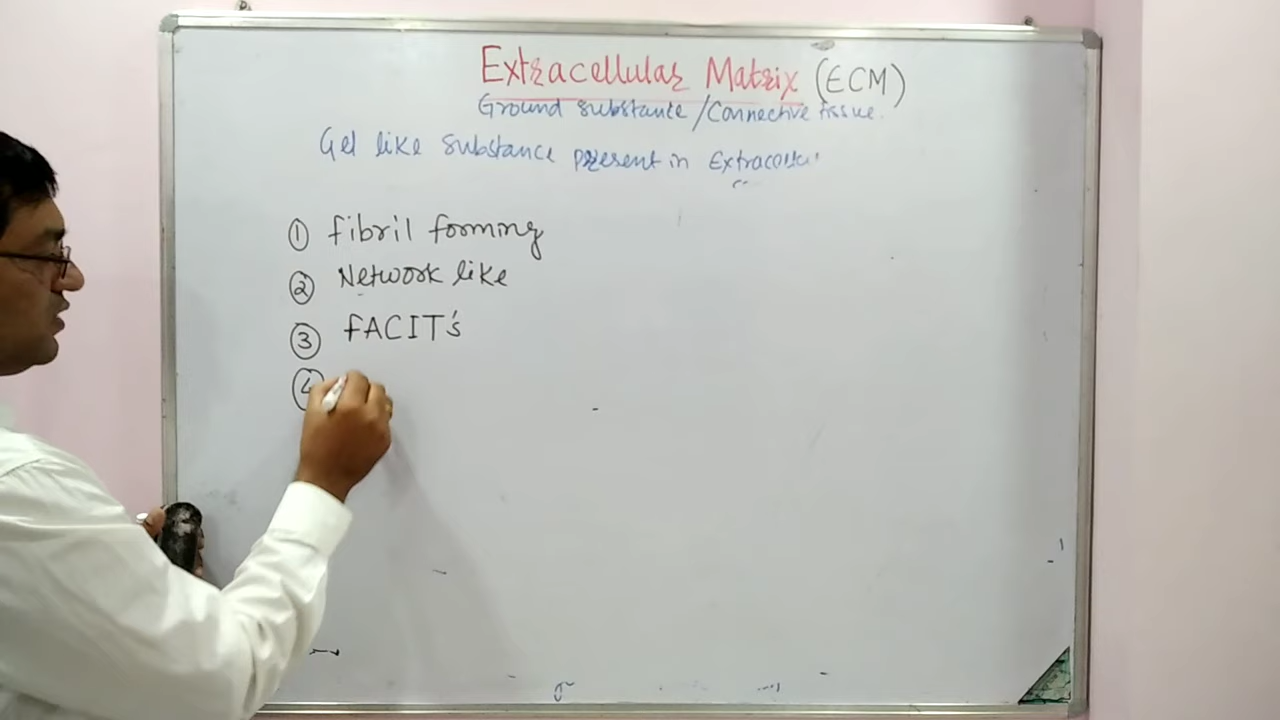 Extracellular Matrix (ECM)
Ground substance / Connective tissue.
Gel like substance present in
① Fibril forming
② Network like
③ FACIT's
④